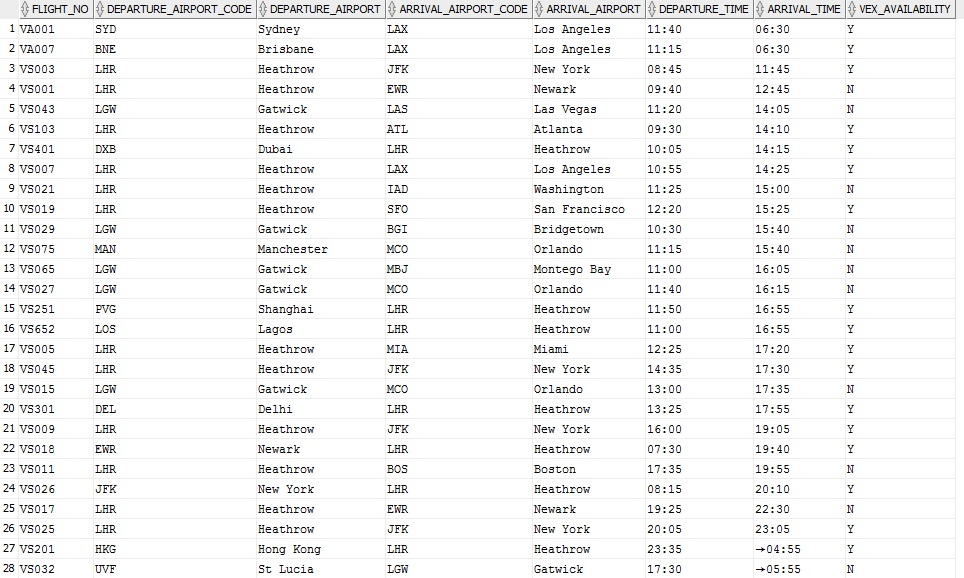 FLIGHT_NO DEPARTURE_AIRPORT_CODE DEPARTURE_AIRPORT ARRIVAL_AIRPORT_CODE ARRIVAL_AIRPORT DEPARTURE_TIME ARRIVAL_TIME VEX_AVAILABILITY
1 VA001 SYD Sydney LAX Los Angeles 11:40 06:30 Y
2 VA007 BNE Brisbane LAX Los Angeles 11:15 06:30 Y
3 VS003 LHR Heathrow JFK New York 08:45 11:45 Y
4 VS001 LHR Heathrow EWR Newark 09:40 12:45 N
5 VS043 LGW Gatwick LAS Las Vegas 11:20 14:05 N
6 VS103 LHR Heathrow ATL Atlanta 09:30 14:10 Y
7 VS401 DXB Dubai LHR Heathrow 10:05 14:15 Y
8 VS007 LHR Heathrow LAX Los Angeles 10:55 14:25 Y
9 VS021 LHR Heathrow IAD Washington 11:25 15:00 N
10 VS019 LHR Heathrow SFO San Francisco 12:20 15:25 Y
11 VS029 LGW Gatwick BGI Bridgetown 10:30 15:40 N
12 VS075 MAN Manchester MCO Orlando 11:15 15:40 N
13 VS065 LGW Gatwick MBJ Montego Bay 11:00 16:05 N
14 VS027 LGW Gatwick MCO Orlando 11:40 16:15 N
15 VS251 PVG Shanghai LHR Heathrow 11:50 16:55 Y
16 VS652 LOS Lagos LHR Heathrow 11:00 16:55 Y
17 VS005 LHR Heathrow MIA Miami 12:25 17:20 Y
18 VS045 LHR Heathrow JFK New York 14:35 17:30 Y
19 VS015 LGW Gatwick MCO Orlando 13:00 17:35 N
20 VS301 DEL Delhi LHR Heathrow 13:25 17:55 Y
21 VS009 LHR Heathrow JFK New York 16:00 19:05 Y
22 VS018 EWR Newark LHR Heathrow 07:30 19:40 Y
23 VS011 LHR Heathrow BOS Boston 17:35 19:55 N
24 VS026 JFK New York LHR Heathrow 08:15 20:10 Y
25 VS017 LHR Heathrow EWR Newark 19:25 22:30 N
26 VS025 LHR Heathrow JFK New York 20:05 23:05 Y
27 VS201 HKG Hong Kong LHR Heathrow 23:35 →04:55 Y
28 VS032 UVF St Lucia LGW Gatwick 17:30 →05:55 N